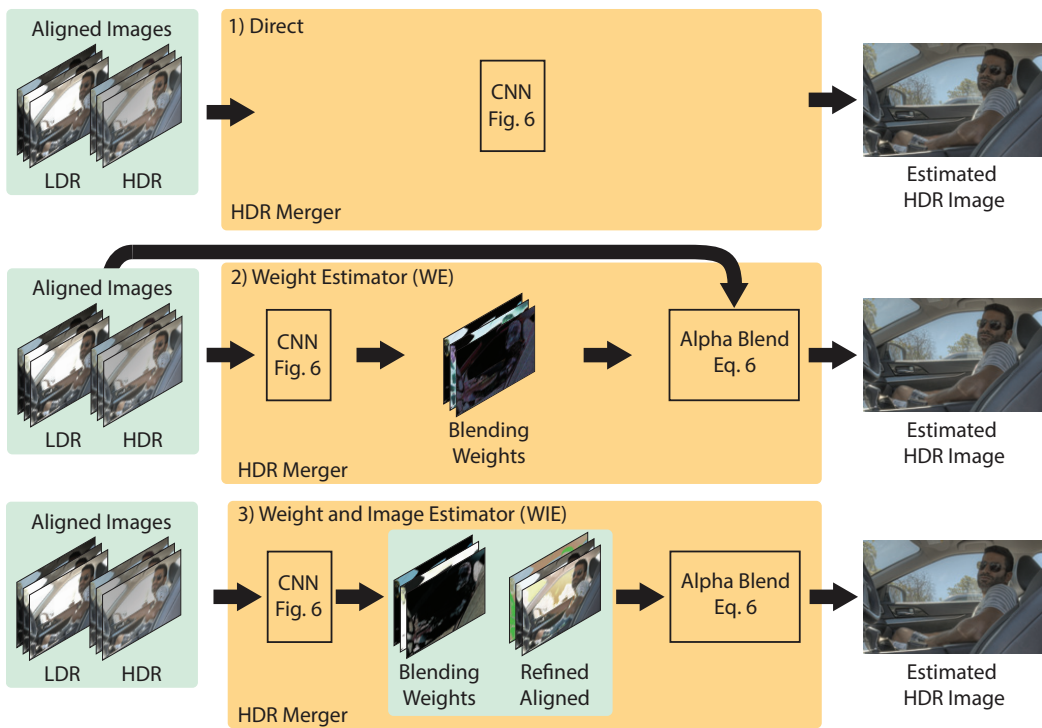 Aligned Images
LDR
HDR
1) Direct
CNN
Fig. 6
HDR Merger
Estimated
HDR Image
Aligned Images
LDR
HDR
2) Weight Estimator (WE)
CNN
Fig. 6
Blending
Weights
Alpha Blend
Eq. 6
HDR Merger
Estimated
HDR Image
Aligned Images
LDR
HDR
3) Weight and Image Estimator (WIE)
CNN
Fig. 6
Blending
Weights
Refined
Aligned
Alpha Blend
Eq. 6
HDR Merger
Estimated
HDR Image